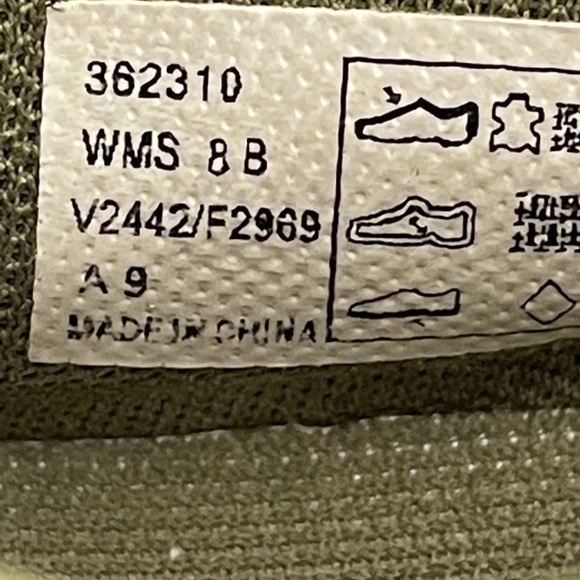 362310
WMS 8 B
V2442/F2969
A 9
MADE IN CHINA